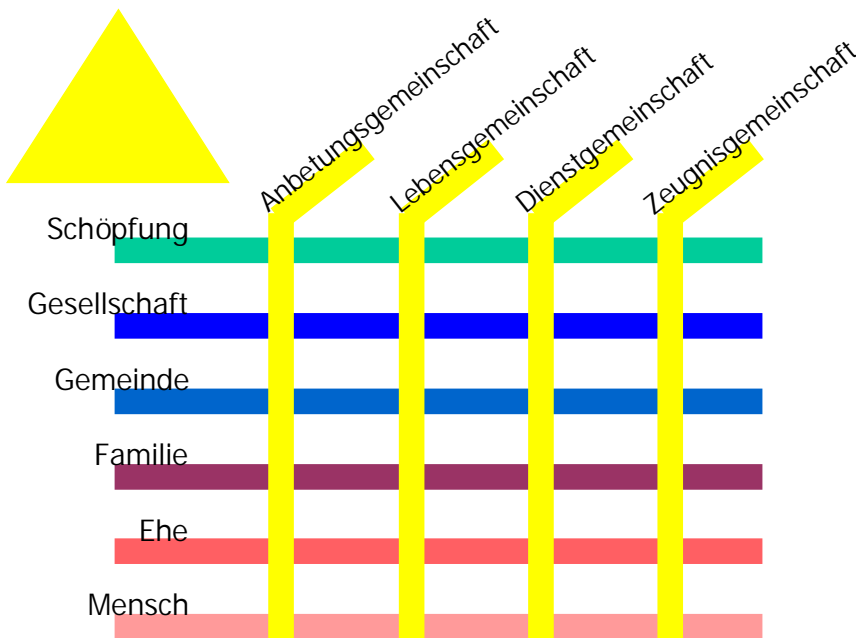 Anbetungsgemeinschaft
Lebensgemeinschaft
Dienstgemeinschaft
Zeugnisgemeinschaft
Schöpfung
Gesellschaft
Gemeinde
Familie
Ehe
Mensch